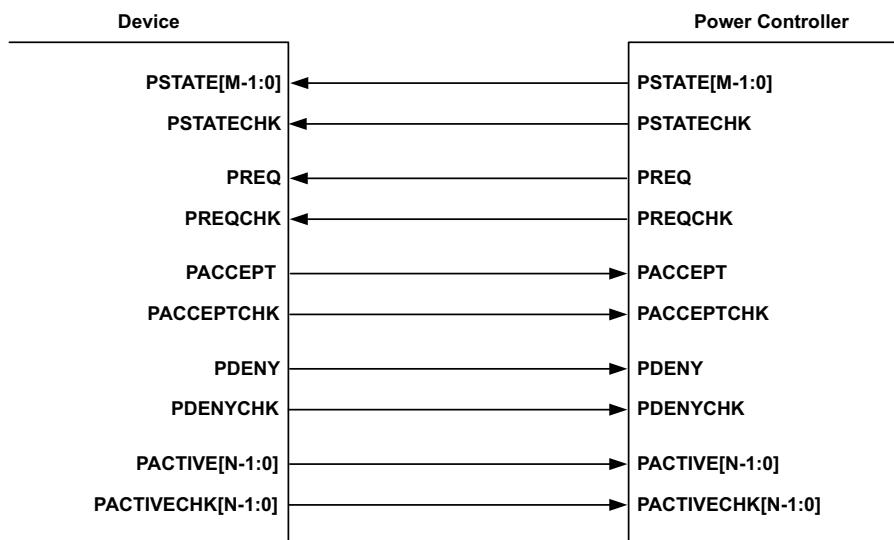 Device Power Controller
PSTATE[M-1:0] PSTATE[M-1:0]
PSTATECHK PSTATECHK
PREQ PREQ
PREQCHK PREQCHK
PACCEPT PACCEPT
PACCEPTCHK PACCEPTCHK
PDENY PDENY
PDENYCHK PDENYCHK
PACTIVE[N-1:0] PACTIVE[N-1:0]
PACTIVECHK[N-1:0] PACTIVECHK[N-1:0]